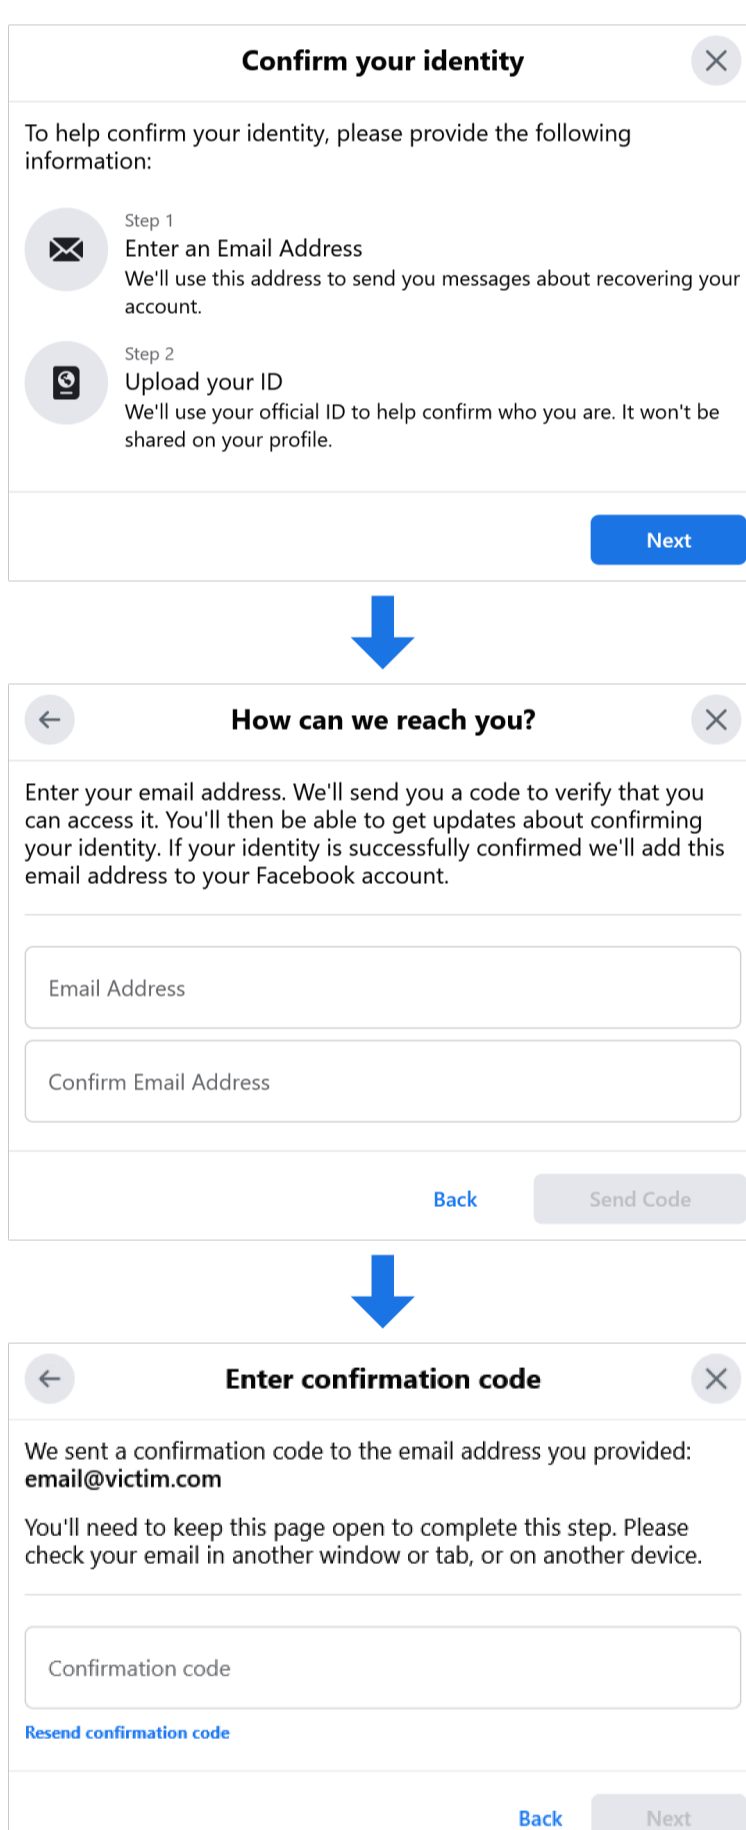 Confirm your identity
To help confirm your identity, please provide the following
information:
Step 1
Enter an Email Address
We'll use this address to send you messages about recovering your
account.
Step 2
Upload your ID
We'll use your official ID to help confirm who you are. It won't be
shared on your profile.
Next
How can we reach you?
Enter your email address. We'll send you a code to verify that you
can access it. You'll then be able to get updates about confirming
your identity. If your identity is successfully confirmed we'll add this
email address to your Facebook account.
Email Address
Confirm Email Address
Back Send Code
Enter confirmation code
We sent a confirmation code to the email address you provided:
email@victim.com
You'll need to keep this page open to complete this step. Please
check your email in another window or tab, or on another device.
Confirmation code
Resend confirmation code
Back Next